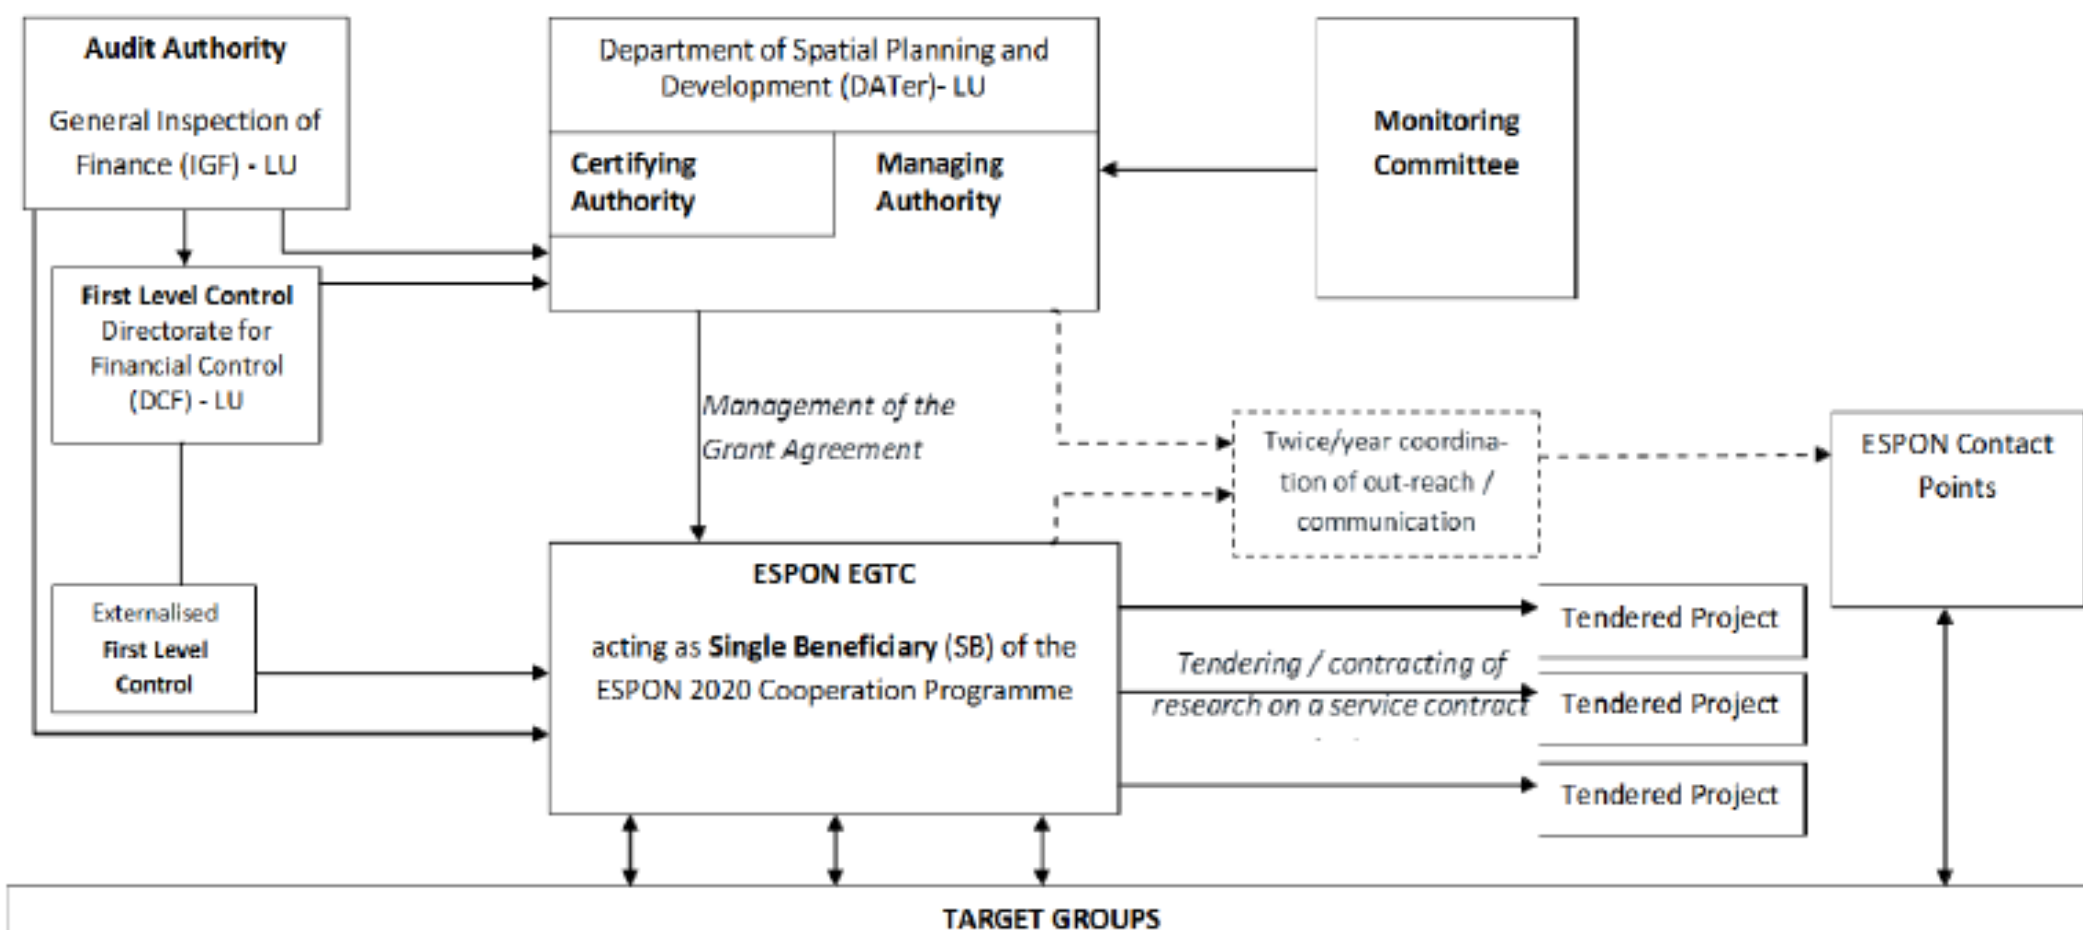 Audit Authority
General Inspection of
Finance (IGF) - LU
Department of Spatial Planning and
Development (DATer)- LU
Certifying
Authority
Managing
Authority
Monitoring
Committee
First Level Control
Directorate for
Financial Control
(DCF) - LU
Management of the
Grant Agreement
Twice/year coordina-
tion of out-reach /
communication
ESPON Contact
Points
Externalised
First Level
Control
ESPON EGTC
acting as Single Beneficiary (SB) of the
ESPON 2020 Cooperation Programme
Tendering / contracting of
research on a service contract
Tendered Project
Tendered Project
Tendered Project
TARGET GROUPS